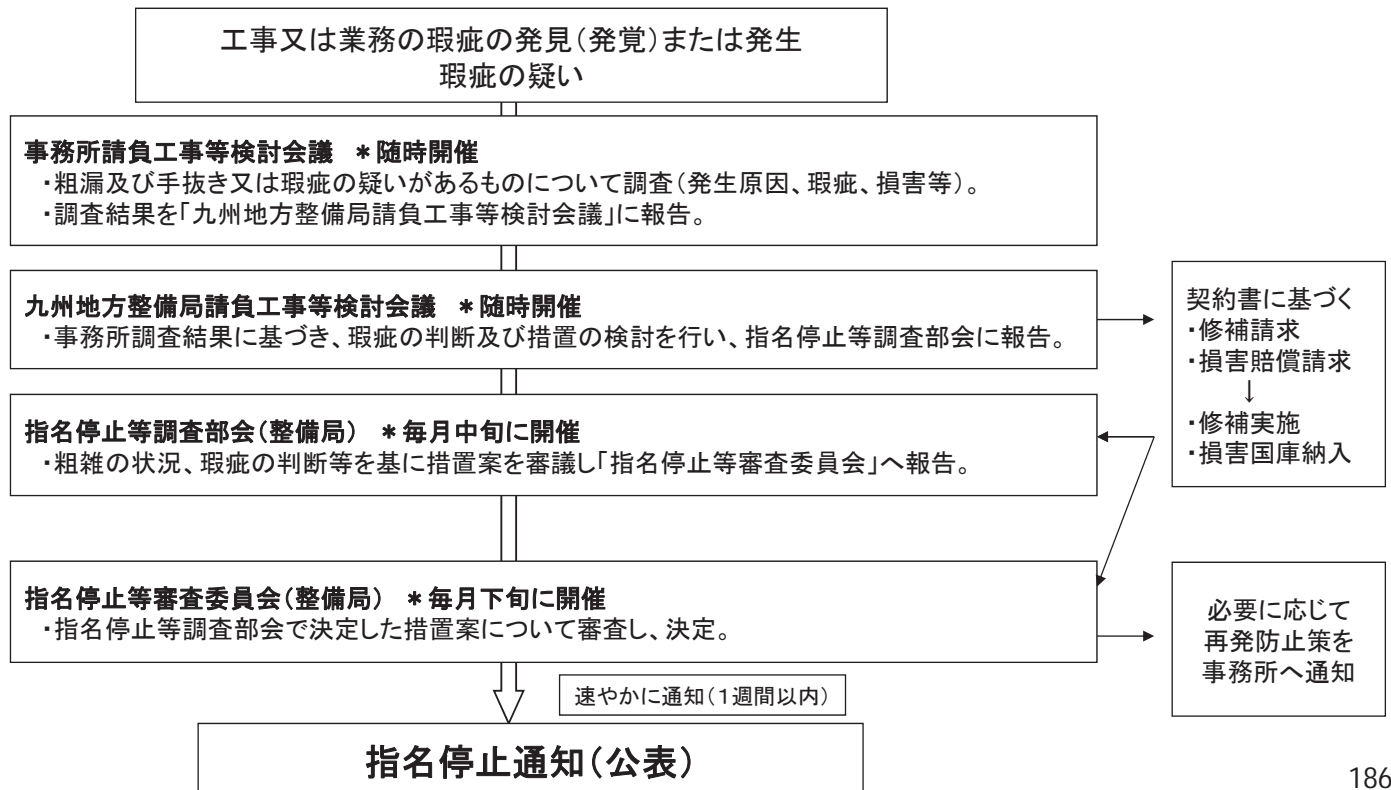 工事又は業務の瑕疵の発見(発覚)または発生
瑕疵の疑い
事務所請負工事等検討会議 *随時開催
・粗漏及び手抜き又は瑕疵の疑いがあるものについて調査(発生原因、瑕疵、損害等)。
・調査結果を「九州地方整備局請負工事等検討会議」に報告。
九州地方整備局請負工事等検討会議 *随時開催
・事務所調査結果に基づき、瑕疵の判断及び措置の検討を行い、指名停止等調査部会に報告。
契約書に基づく
・修補請求
・損害賠償請求
↓
・修補実施
・損害国庫納入
指名停止等調査部会(整備局) *毎月中旬に開催
・粗雑の状況、瑕疵の判断等を基に措置案を審議し「指名停止等審査委員会」へ報告。
指名停止等審査委員会(整備局) *毎月下旬に開催
・指名停止等調査部会で決定した措置案について審査し、決定。
必要に応じて
再発防止策を
事務所へ通知
速やかに通知(1週間以内)
指名停止通知(公表)
186